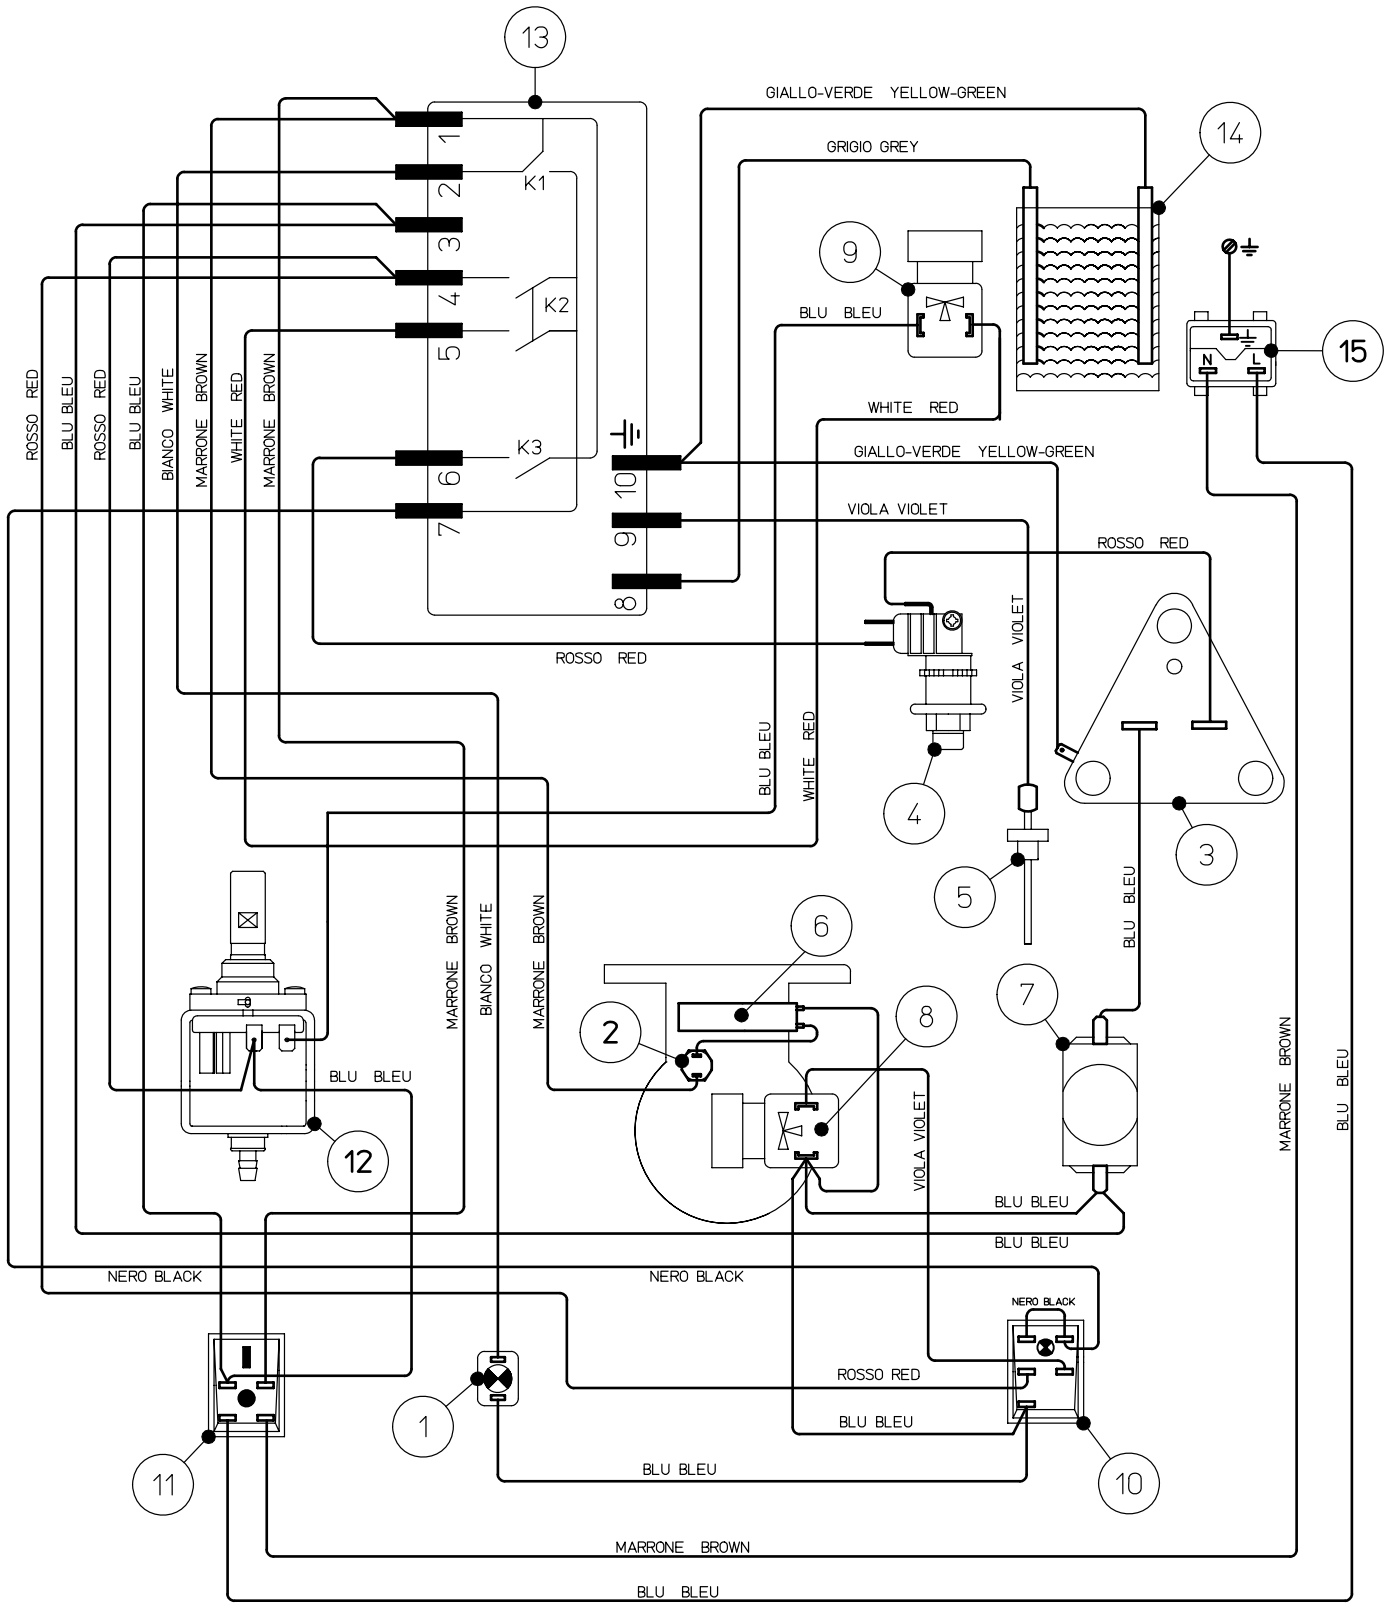 13
GIALLO-VERDE YELLOW-GREEN
14
GRIGIO GREY
1
2
K1
3
9
4
K2
BLU BLEU
5
N
L
15
ROSSO RED
BLU BLEU
ROSSO RED
BLU BLEU
BIANCO WHITE
MARRONE BROWN
WHITE RED
MARRONE BROWN
WHITE RED
K3
6
10
GIALLO-VERDE YELLOW-GREEN
7
9
VIOLA VIOLET
ROSSO RED
8
ROSSO RED
VIOLA VIOLET
BLU BLEU
WHITE RED
4
3
5
BLU BLEU
6
MARRONE BROWN
BIANCO WHITE
MARRONE BROWN
7
8
2
BLU BLEU
12
VIOLA VIOLET
MARRONE BROWN
BLU BLEU
BLU BLEU
BLU BLEU
NERO BLACK
NERO BLACK
NERO BLACK
ROSSO RED
1
BLU BLEU
11
BLU BLEU
10
MARRONE BROWN
BLU BLEU